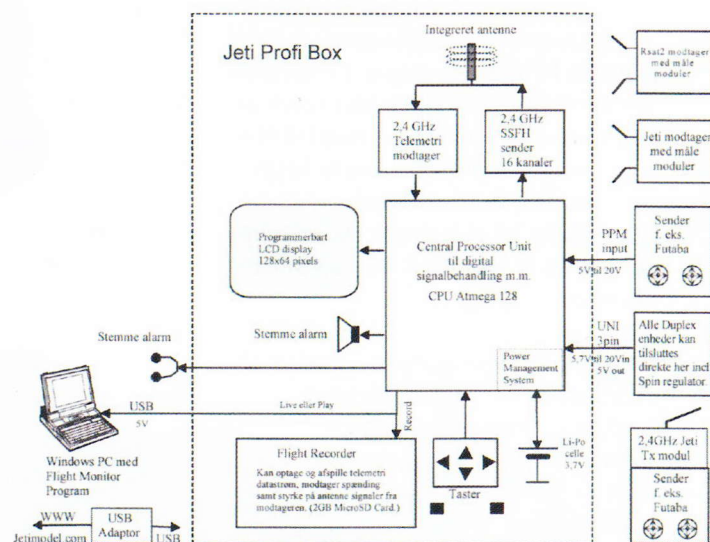 Jeti Profi Box
Integreret antenne
2,4 GHz
Telemetri
modtager
2,4 GHz
SSFH
sender
16 kanaler
Rsat2 modtager
med måle
moduler
Jeti modtager
med måle
moduler
Programmerbart
LCD display
128x64 pixels
Central Processor Unit
til digital
signalbehandling m.m.
CPU Atmega 128
PPM
input
5V til 20V
Sender
f. eks.
Futaba
Stemme alarm
Stemme alarm
UNI
3pin
5,7V til 20Vin
5V out
Alle Duplex
enheder kan
tilsluttes
direkte her incl
Spin regulator.
Power
Management
System
USB
5V
Live eller Play
Record
Windows PC med
Flight Monitor
Program
Flight Recorder
Kan optage og afspille telemetri
datastrøm, modtager spænding
samt styrke på antenne signaler fra
modtageren. (2GB MicroSD Card.)
Taster
Li-Po
celle
3,7V
2,4GHz Jeti
Tx modul
Sender
f. eks.
Futaba
WWW
Jetimodel.com
USB
Adaptor
USB